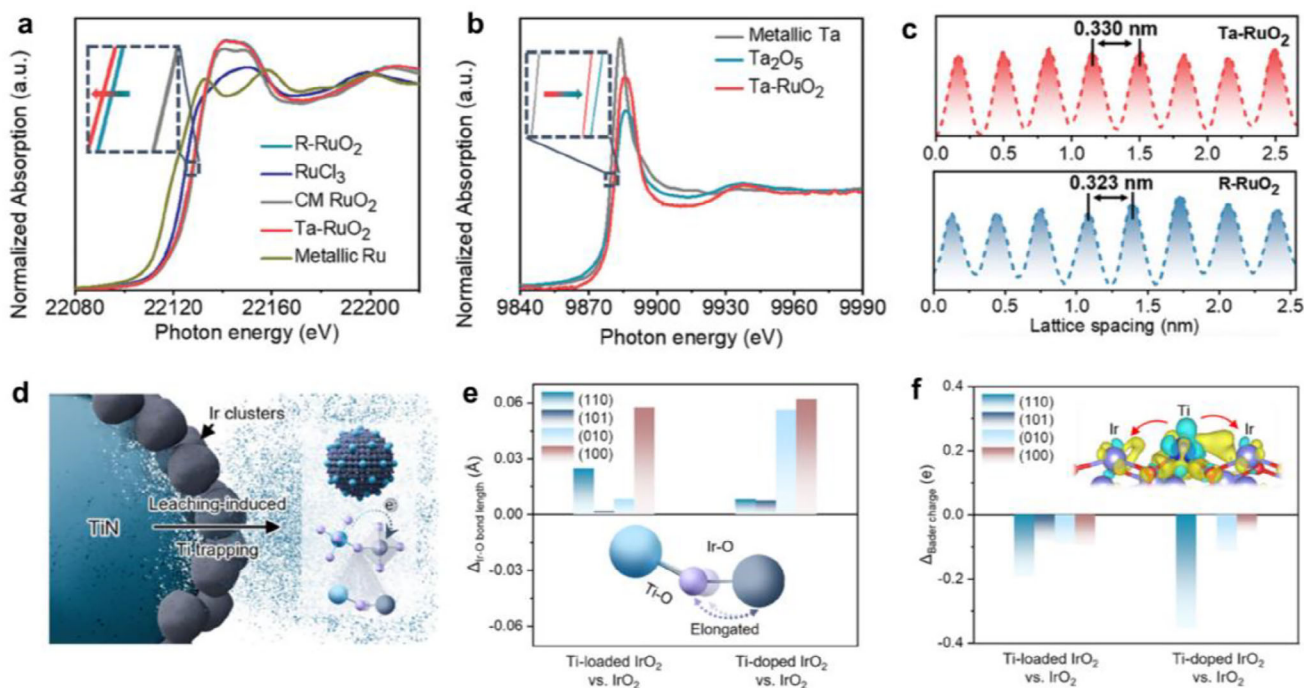 a
Normalized Absorption (a.u.)
R-RuO₂
RuCl₃
CM RuO₂
Ta-RuO₂
Metallic Ru
22080 22120 22160 22200
Photon energy (eV)
b
Normalized Absorption (a.u.)
Metallic Ta
Ta₂O₅
Ta-RuO₂
9840 9870 9900 9930 9960 9990
Photon energy (eV)
c
0.330 nm
Ta-RuO₂
0.0 0.5 1.0 1.5 2.0 2.5
0.323 nm
R-RuO₂
0.0 0.5 1.0 1.5 2.0 2.5
Lattice spacing (nm)
d
Ir clusters
TiN
Leaching-induced
Ti-trapping
e
e
Δ Ir-O bond length (Å)
0.06
0.03
0.00
-0.03
-0.06
(110)
(101)
(010)
(100)
Ir-O
Ti-O
Elongated
Ti-loaded IrO₂
vs. IrO₂
Ti-doped IrO₂
vs. IrO₂
f
Δ Bader charge (e)
0.4
0.2
0.0
-0.2
-0.4
(110)
(101)
(010)
(100)
Ir
Ti
Ir
Ti-loaded IrO₂
vs. IrO₂
Ti-doped IrO₂
vs. IrO₂